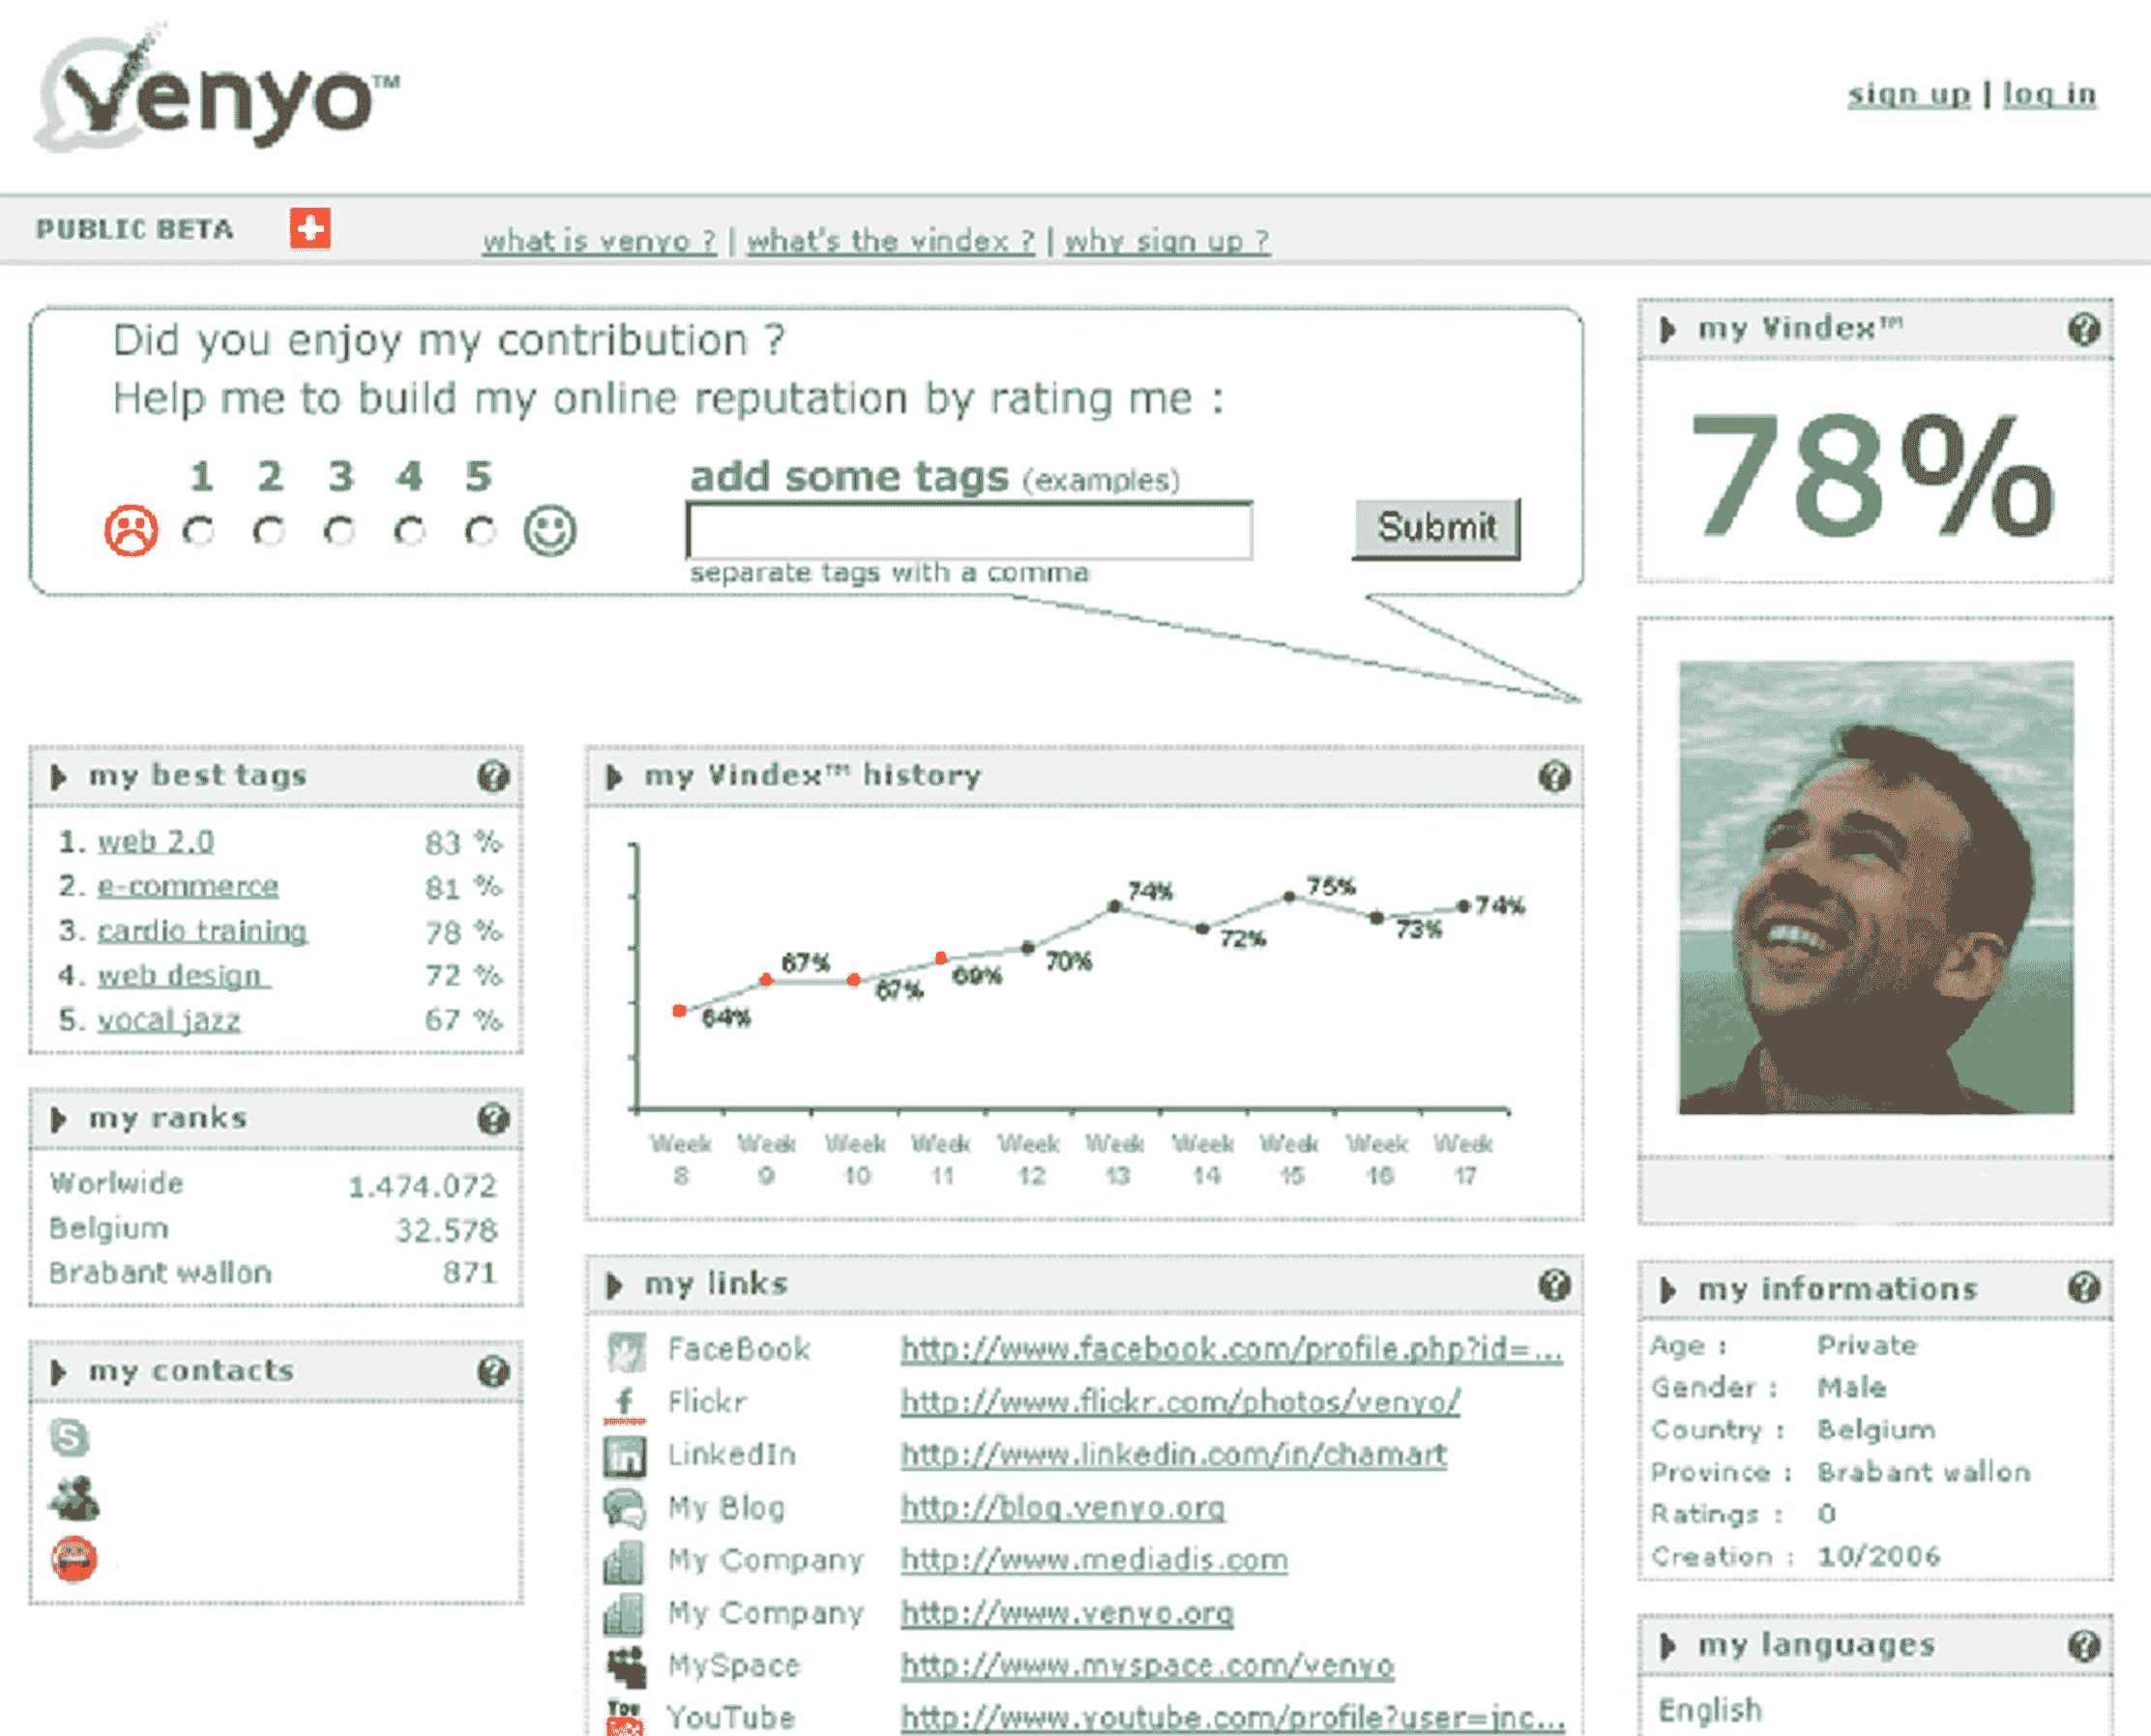 Venyo™
sign up | log in
PUBLIC BETA
what is venyo ? | what's the vindex ? | why sign up ?
Did you enjoy my contribution ?
Help me to build my online reputation by rating me :
1 2 3 4 5
add some tags (examples)
Submit
separate tags with a comma
my Vindex™
78%
my best tags
1. web 2.0 83 %
2. e-commerce 81 %
3. cardio training 78 %
4. web design 72 %
5. vocal jazz 67 %
my ranks
Worlwide 1.474.072
Belgium 32.578
Brabant wallon 871
my contacts
my Vindex™ history
64% 67% 67% 69% 70% 74% 72% 75% 73% 74%
Week Week Week Week Week Week Week Week Week Week
8 9 10 11 12 13 14 15 16 17
my links
FaceBook http://www.facebook.com/profile.php?id=...
Flickr http://www.flickr.com/photos/venyo/
LinkedIn http://www.linkedin.com/in/chamart
My Blog http://blog.venyo.org
My Company http://www.mediadis.com
My Company http://www.venyo.org
MySpace http://www.myspace.com/venyo
You
YouTube http://www.youtube.com/profile?user=jnc...
my informations
Age : Private
Gender : Male
Country : Belgium
Province : Brabant wallon
Ratings : 0
Creation : 10/2006
my languages
English